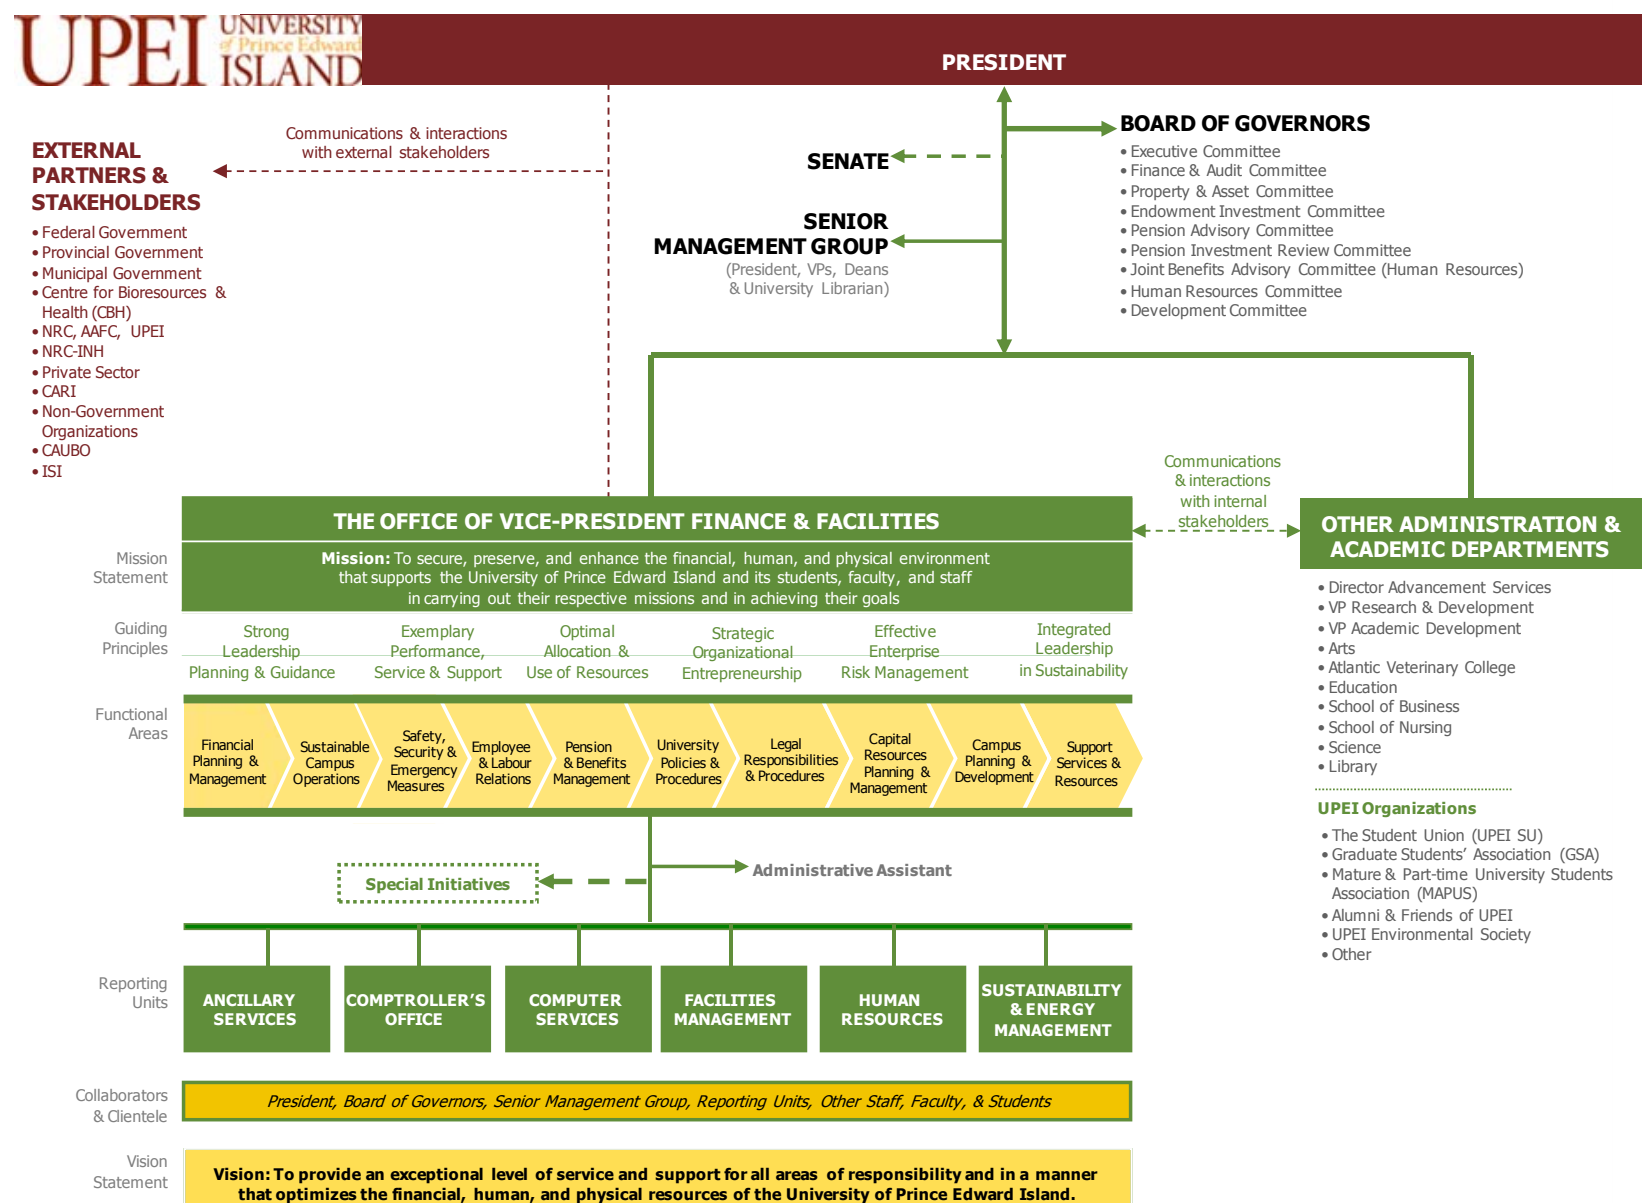 UPEI UNIVERSITY
of Prince Edward
ISLAND
PRESIDENT
Communications & interactions
with external stakeholders
EXTERNAL
PARTNERS &
STAKEHOLDERS
• Federal Government
• Provincial Government
• Municipal Government
• Centre for Bioresources &
Health (CBH)
• NRC, AAFC, UPEI
• NRC-INH
• Private Sector
• CARI
• Non-Government
Organizations
• CAUBO
• ISI
SENATE
SENIOR
MANAGEMENT GROUP
(President, VPs, Deans
& University Librarian)
BOARD OF GOVERNORS
• Executive Committee
• Finance & Audit Committee
• Property & Asset Committee
• Endowment Investment Committee
• Pension Advisory Committee
• Pension Investment Review Committee
• Joint Benefits Advisory Committee (Human Resources)
• Human Resources Committee
• Development Committee
Communications
& interactions
with internal
stakeholders
THE OFFICE OF VICE-PRESIDENT FINANCE & FACILITIES
Mission
Statement
Mission: To secure, preserve, and enhance the financial, human, and physical environment
that supports the University of Prince Edward Island and its students, faculty, and staff
in carrying out their respective missions and in achieving their goals
Guiding
Principles
Strong
Leadership
Planning & Guidance
Exemplary
Performance,
Service & Support
Optimal
Allocation &
Use of Resources
Strategic
Organizational
Entrepreneurship
Effective
Enterprise
Risk Management
Integrated
Leadership
in Sustainability
Functional
Areas
Financial
Planning &
Management
Sustainable
Campus
Operations
Safety,
Security &
Emergency
Measures
Employee
& Labour
Relations
Pension
& Benefits
Management
University
Policies &
Procedures
Legal
Responsibilities
& Procedures
Capital
Resources
Planning &
Management
Campus
Planning &
Development
Support
Services &
Resources
Administrative Assistant
Special Initiatives
Reporting
Units
ANCILLARY
SERVICES
COMPTROLLER'S
OFFICE
COMPUTER
SERVICES
FACILITIES
MANAGEMENT
HUMAN
RESOURCES
SUSTAINABILITY
& ENERGY
MANAGEMENT
Collaborators
& Clientele
President, Board of Governors, Senior Management Group, Reporting Units, Other Staff, Faculty, & Students
Vision
Statement
Vision: To provide an exceptional level of service and support for all areas of responsibility and in a manner
that optimizes the financial, human, and physical resources of the University of Prince Edward Island.
OTHER ADMINISTRATION &
ACADEMIC DEPARTMENTS
• Director Advancement Services
• VP Research & Development
• VP Academic Development
• Arts
• Atlantic Veterinary College
• Education
• School of Business
• School of Nursing
• Science
• Library
UPEI Organizations
• The Student Union (UPEI SU)
• Graduate Students' Association (GSA)
• Mature & Part-time University Students
Association (MAPUS)
• Alumni & Friends of UPEI
• UPEI Environmental Society
• Other